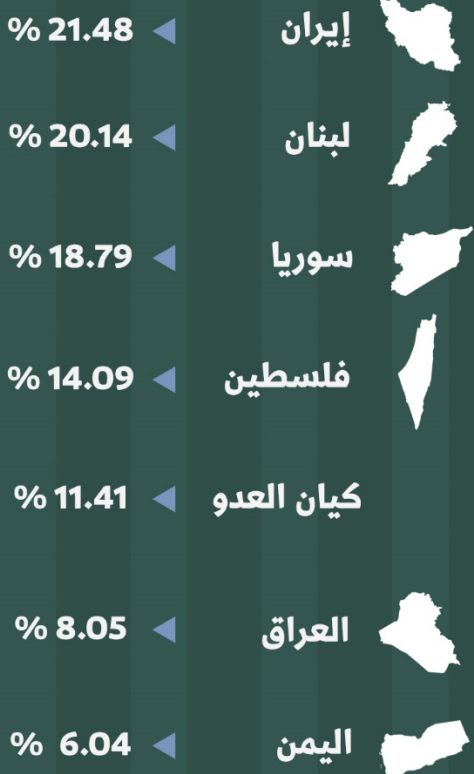 إيران 21.48 %
لبنان 20.14 %
سوريا 18.79 %
فلسطين 14.09 %
كيان العدو 11.41 %
العراق 8.05 %
اليمن 6.04 %